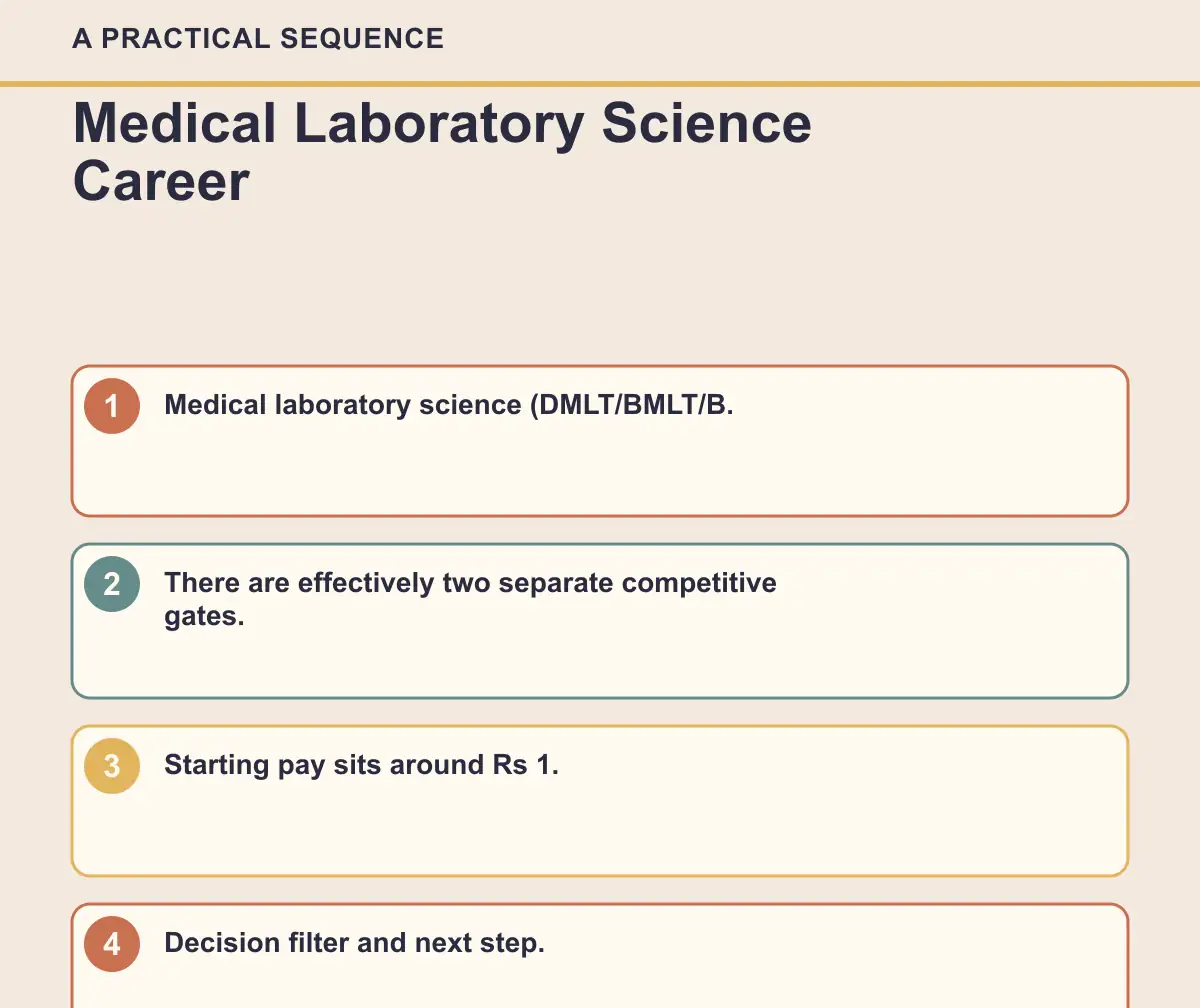 A PRACTICAL SEQUENCE
Medical Laboratory Science
Career
1
Medical laboratory science (DMLT/BMLT/B.
2
There are effectively two separate competitive
gates.
3
Starting pay sits around Rs 1.
4
Decision filter and next step.